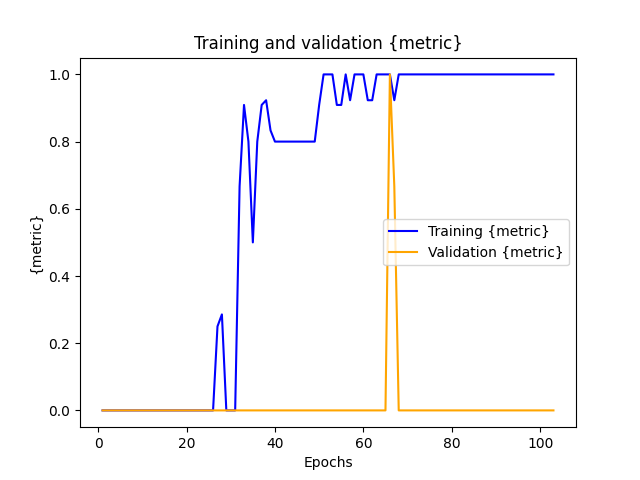 Training and validation {metric}
1.0
0.8
0.6
0.4
0.2
0.0
{metric}
Training {metric}
Validation {metric}
0
20
40
60
80
100
Epochs